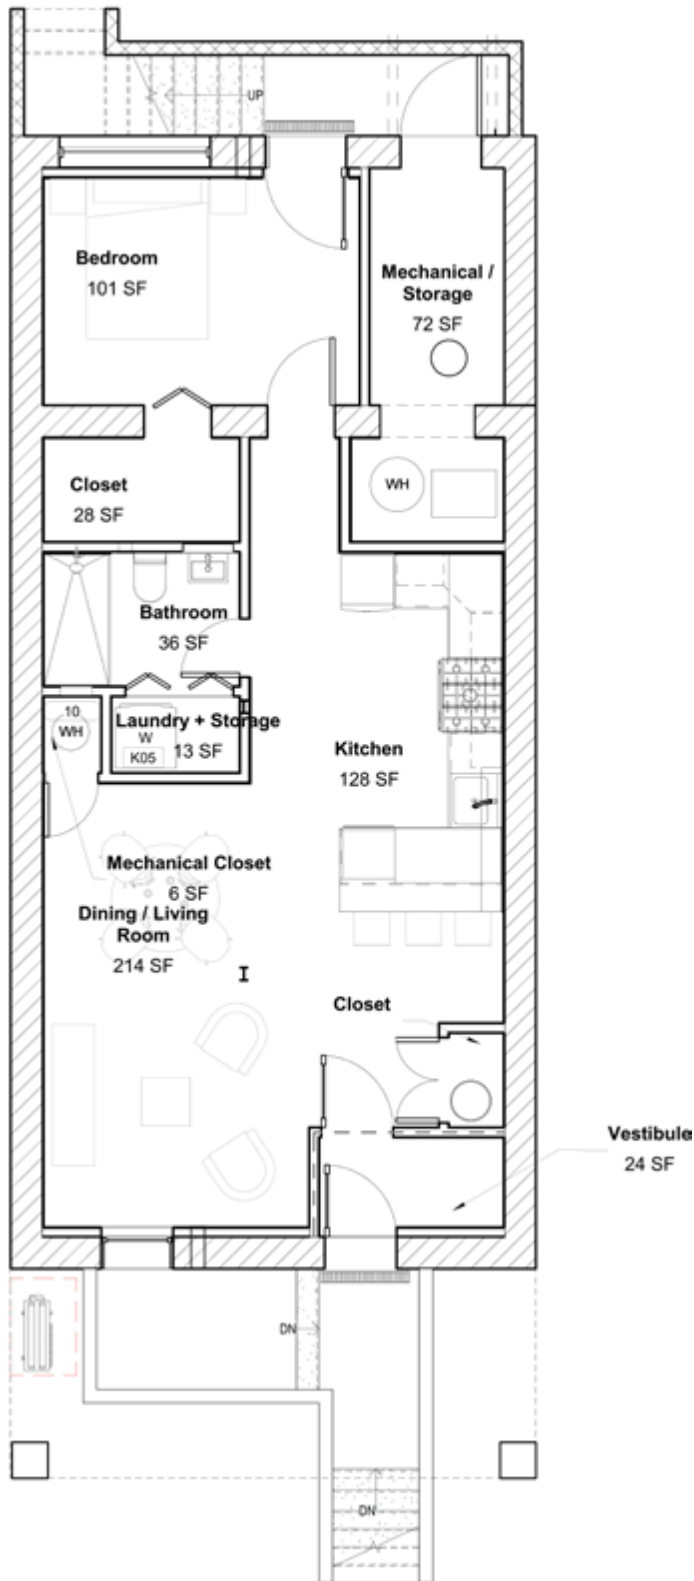 UP
Bedroom
101 SF
Mechanical /
Storage
72 SF
Closet
28 SF
WH
Bathroom
36 SF
10
WH
Laundry + Storage
W
13 SF
K05
Kitchen
128 SF
Mechanical Closet
6 SF
Dining / Living
Room
214 SF
Closet
Vestibule
24 SF
DN
DN